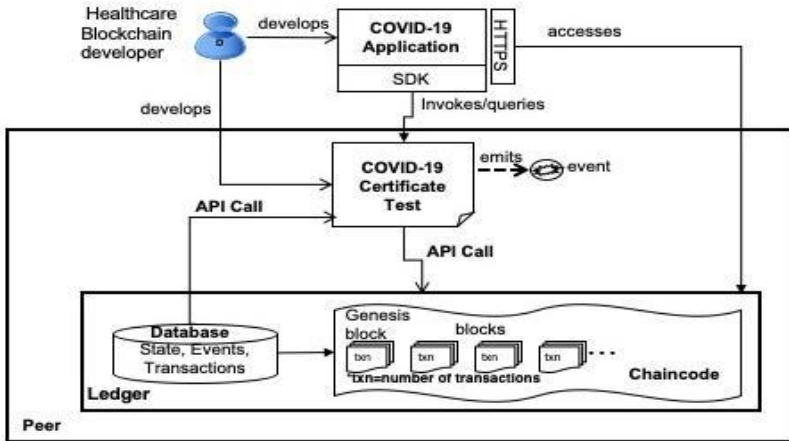 Healthcare
Blockchain
developer
develops
COVID-19
Application
SDK
HTTPS
accesses
develops
Invokes/queries
COVID-19
Certificate
Test
emits
event
API Call
API Call
Database
State, Events,
Transactions
Genesis
block
blocks
txn
txn
txn
txn
*txn=number of transactions
Chaincode
Ledger
Peer